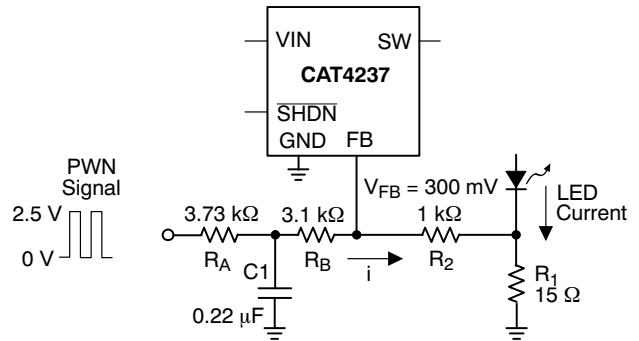 VIN
SW
CAT4237
SHDN
GND
FB
PWN
Signal
2.5 V
0 V
VFB = 300 mV
LED
Current
3.73 kΩ
3.1 kΩ
1 kΩ
RA
C1
RB
i
R2
R1
15 Ω
0.22 μF